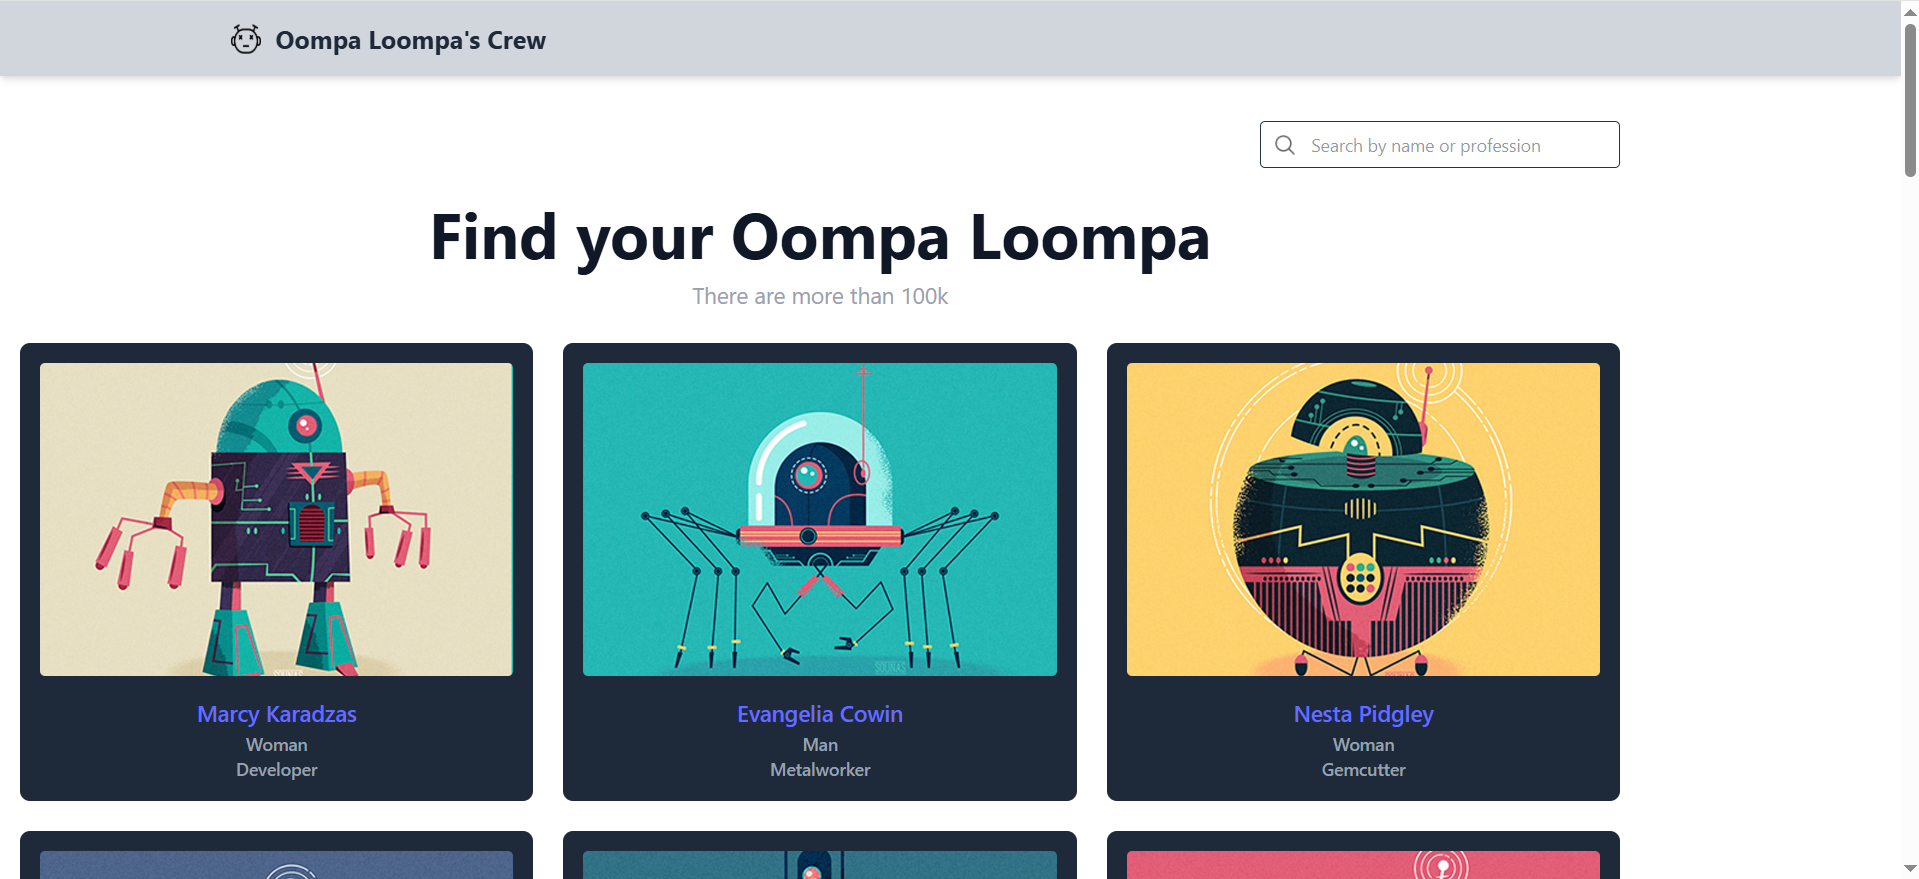 Oompa Loompa's Crew
Search by name or profession
Find your Oompa Loompa
There are more than 100k
Marcy Karadzas
Woman
Developer
Evangelia Cowin
Man
Metalworker
Nesta Pidgley
Woman
Gemcutter